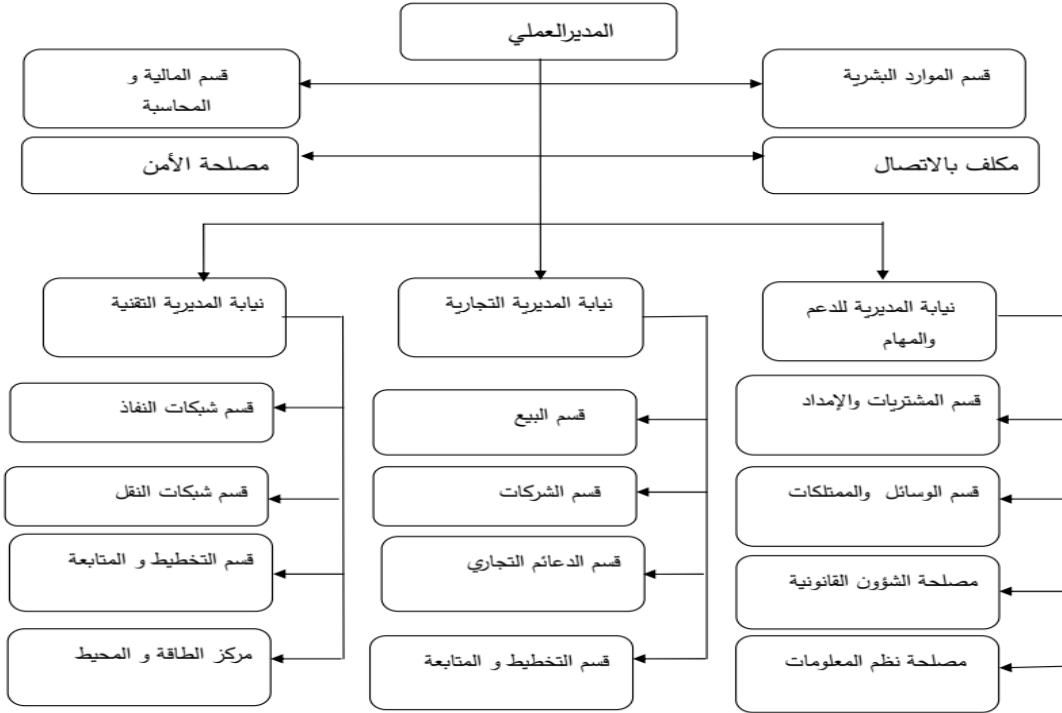 المديرالعملي
قسم الموارد البشرية
قسم المالية و
المحاسبة
مكلف بالاتصال
مصلحة الأمن
نيابة المديرية للدعم
والمهام
نيابة المديرية التجارية
نيابة المديرية التقنية
قسم المشتريات والإمداد
قسم البيع
قسم شبكات النفاذ
قسم الوسائل والممتلكات
قسم الشركات
قسم شبكات النقل
مصلحة الشؤون القانونية
قسم الدعائم التجاري
قسم التخطيط و المتابعة
مصلحة نظم المعلومات
قسم التخطيط و المتابعة
مركز الطاقة و المحيط